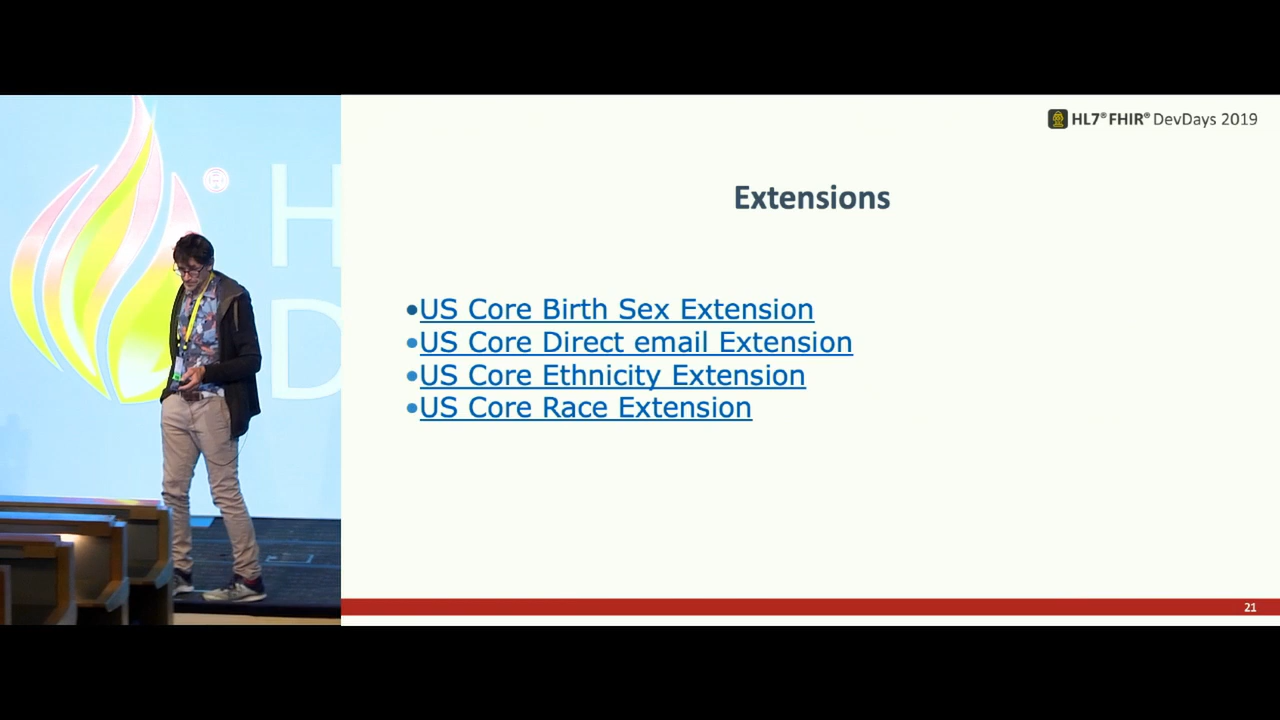 HL7® FHIR® DevDays 2019
Extensions
•US Core Birth Sex Extension
•US Core Direct email Extension
•US Core Ethnicity Extension
•US Core Race Extension
21
®
H
D